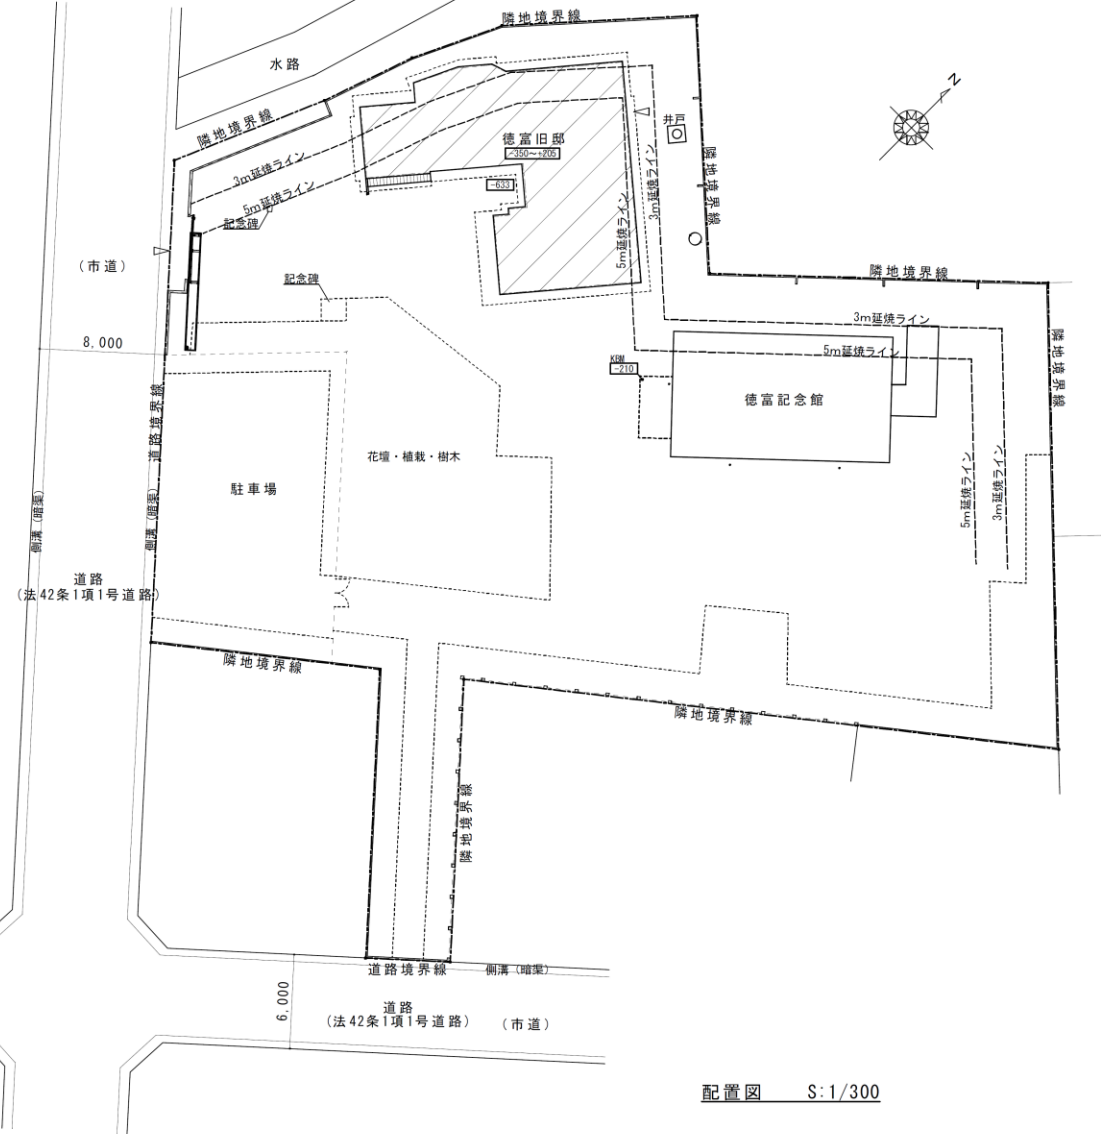 隣地境界線
水路
N
隣地境界線
井戸
徳富旧邸
-350～+205
3m延焼ライン
3m延焼ライン
隣地境界線
-633
5m延焼ライン
5m延焼ライン
記念碑
(市道)
隣地境界線
記念碑
3m延焼ライン
8,000
5m延焼ライン
隣地境界線
KBM
-210
徳富記念館
道路境界線
花壇・植栽・樹木
駐車場
5m延焼ライン
3m延焼ライン
側溝(暗渠)
側溝(暗渠)
道路
(法42条1項1号道路)
隣地境界線
隣地境界線
隣地境界線
道路境界線
側溝(暗渠)
6,000
道路
(法42条1項1号道路)
(市道)
配置図 S:1/300